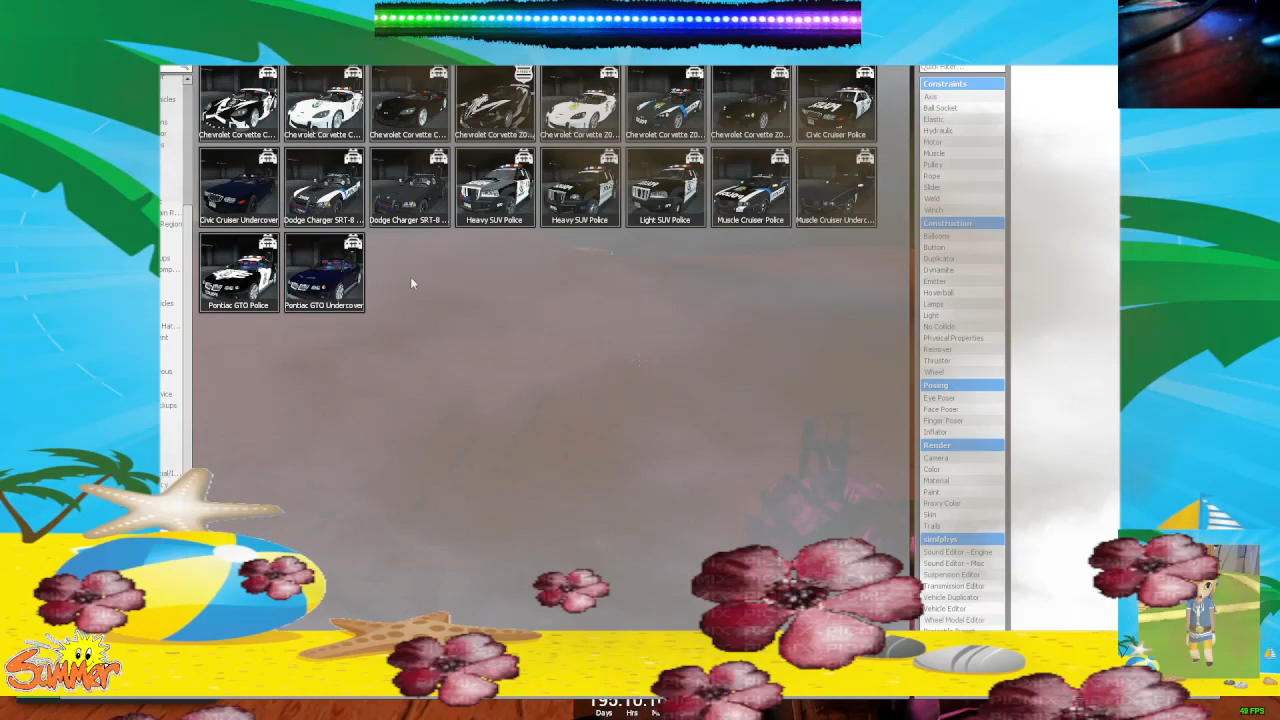 Quick Filter...
Constraints
Axis
Ball Socket
Elastic
Hydraulic
Motor
Muscle
Pulley
Rope
Slider
Weld
Winch
Construction
Balloons
Button
Duplicator
Dynamite
Emitter
Hoverball
Lamps
Light
No Collide
Physical Properties
Remover
Thruster
Wheel
Posing
Eye Poser
Face Poser
Finger Poser
Inflator
Render
Camera
Color
Material
Paint
Proxy Color
Skin
Trails
simfphys
Sound Editor - Engine
Sound Editor - Misc
Suspension Editor
Transmission Editor
Vehicle Duplicator
Vehicle Editor
Wheel Model Editor
Chevrolet Corvette C...
Chevrolet Corvette C...
Chevrolet Corvette C...
Chevrolet Corvette Z0...
Chevrolet Corvette Z0...
Chevrolet Corvette Z0...
Chevrolet Corvette Z0...
Civic Cruiser Police
Civic Cruiser Undercover
Dodge Charger SRT-8 ...
Dodge Charger SRT-8 ...
Heavy SUV Police
Heavy SUV Police
Light SUV Police
Muscle Cruiser Police
Muscle Cruiser Underc...
Pontiac GTO Police
Pontiac GTO Undercover
Summer
Days Hrs
49 FPS